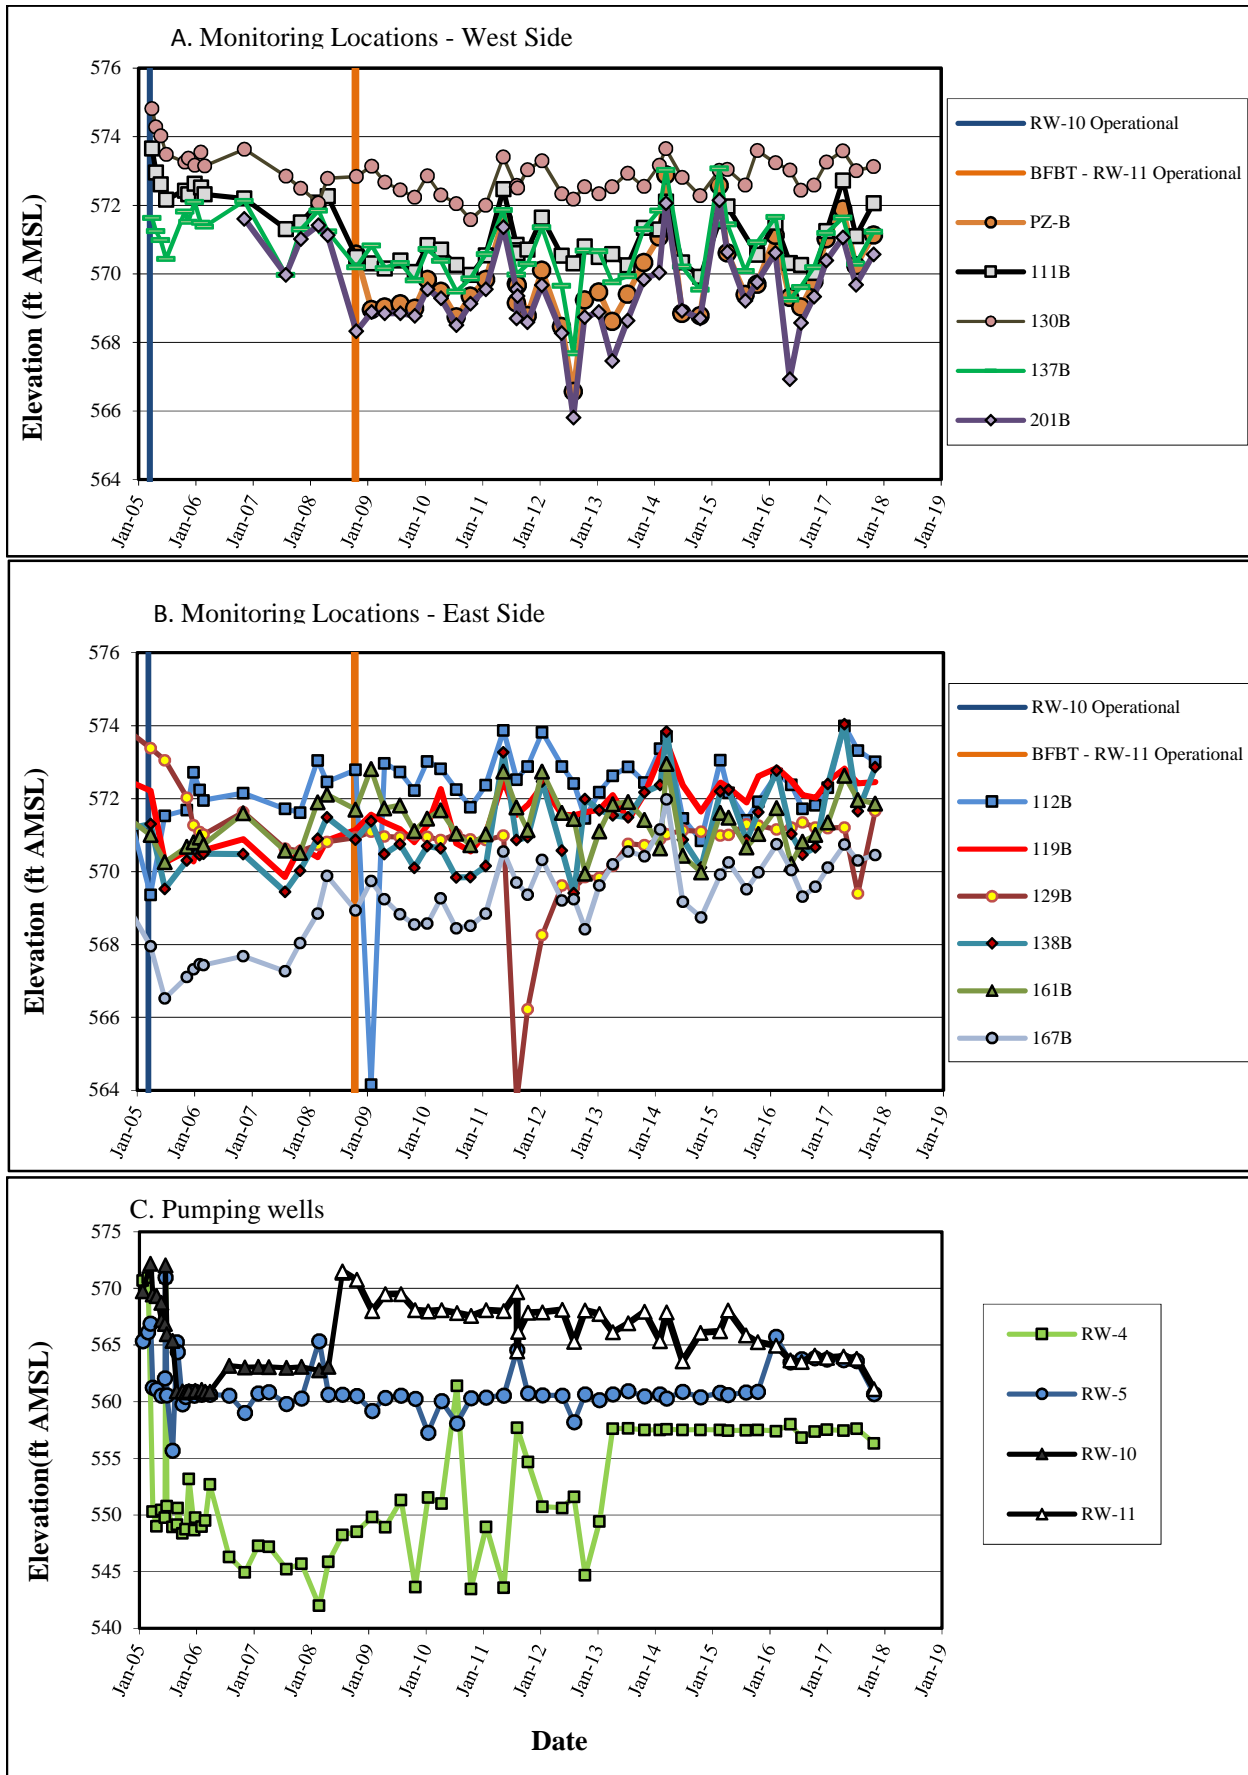 A. Monitoring Locations - West Side
576
574
572
570
568
566
564
Elevation (ft AMSL)
Jan-05
Jan-06
Jan-07
Jan-08
Jan-09
Jan-10
Jan-11
Jan-12
Jan-13
Jan-14
Jan-15
Jan-16
Jan-17
Jan-18
Jan-19
RW-10 Operational
BFBT - RW-11 Operational
PZ-B
111B
130B
137B
201B
B. Monitoring Locations - East Side
576
574
572
570
568
566
564
Elevation (ft AMSL)
Jan-05
Jan-06
Jan-07
Jan-08
Jan-09
Jan-10
Jan-11
Jan-12
Jan-13
Jan-14
Jan-15
Jan-16
Jan-17
Jan-18
Jan-19
RW-10 Operational
BFBT - RW-11 Operational
112B
119B
129B
138B
161B
167B
C. Pumping wells
575
570
565
560
555
550
545
540
Elevation(ft AMSL)
Jan-05
Jan-06
Jan-07
Jan-08
Jan-09
Jan-10
Jan-11
Jan-12
Jan-13
Jan-14
Jan-15
Jan-16
Jan-17
Jan-18
Jan-19
Date
RW-4
RW-5
RW-10
RW-11